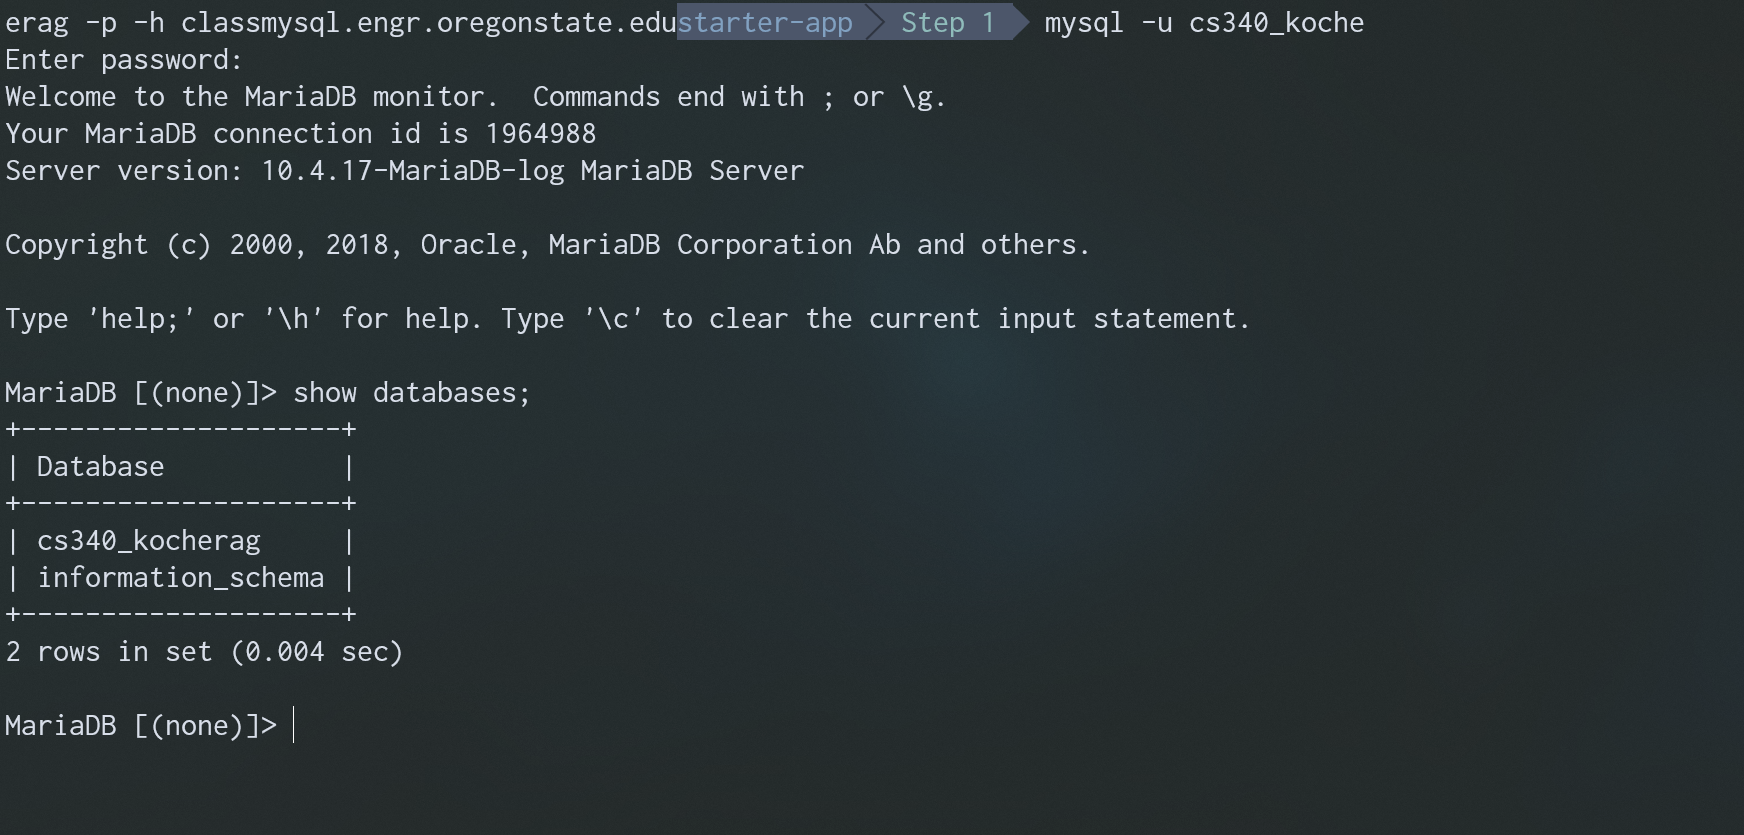 erag -p -h classmysql.engr.oregonstate.edustarter-app Step 1 mysql -u cs340_koche
Enter password:
Welcome to the MariaDB monitor.  Commands end with ; or \g.
Your MariaDB connection id is 1964988
Server version: 10.4.17-MariaDB-log MariaDB Server
Copyright (c) 2000, 2018, Oracle, MariaDB Corporation Ab and others.
Type 'help;' or '\h' for help. Type '\c' to clear the current input statement.
MariaDB [(none)]> show databases;
+--------------------+
| Database           |
+--------------------+
| cs340_kocherag     |
| information_schema |
+--------------------+
2 rows in set (0.004 sec)
MariaDB [(none)]>